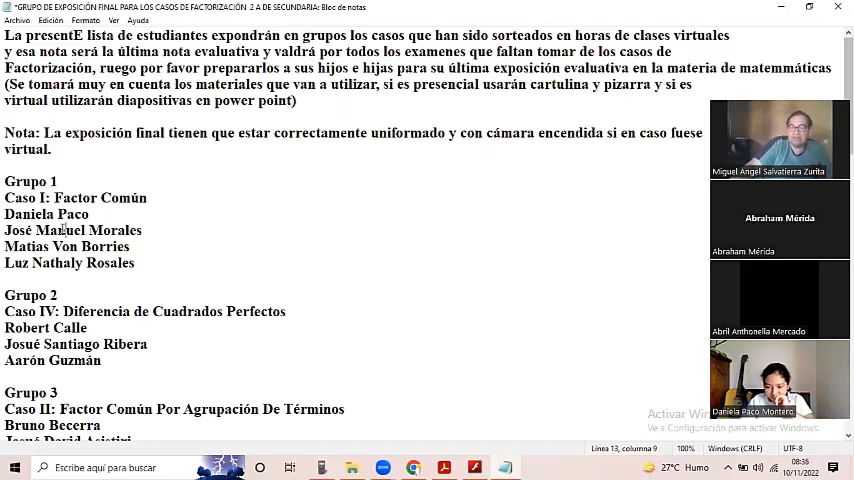 *GRUPO DE EXPOSICIÓN FINAL PARA LOS CASOS DE FACTORIZACIÓN 2 A DE SECUNDARIA: Bloc de notas
Archivo Edición Formato Ver Ayuda
La presentE lista de estudiantes expondrán en grupos los casos que han sido sorteados en horas de clases virtuales
y esa nota será la última nota evaluativa y valdrá por todos los examenes que faltan tomar de los casos de
Factorización, ruego por favor prepararlos a sus hijos e hijas para su última exposición evaluativa en la materia de matemmáticas
(Se tomará muy en cuenta los materiales que van a utilizar, si es presencial usarán cartulina y pizarra y si es
virtual utilizarán diapositivas en power point)
Nota: La exposición final tienen que estar correctamente uniformado y con cámara encendida si en caso fuese
virtual.
Grupo 1
Caso I: Factor Común
Daniela Paco
José Manuel Morales
Matias Von Borries
Luz Nathaly Rosales
Grupo 2
Caso IV: Diferencia de Cuadrados Perfectos
Robert Calle
Josué Santiago Ribera
Aarón Guzmán
Grupo 3
Caso II: Factor Común Por Agrupación De Términos
Bruno Becerra
Josué David Asistiri
Miguel Angel Salvatierra Zurita
Abraham Mérida
Abraham Mérida
Abril Anthonella Mercado
Daniela Paco Montero
Activar Win
Ve a Configuración para activar Windows.
Línea 13, columna 9 100% Windows (CRLF) UTF-8
Escribe aquí para buscar
27°C Humo
08:36
10/11/2022